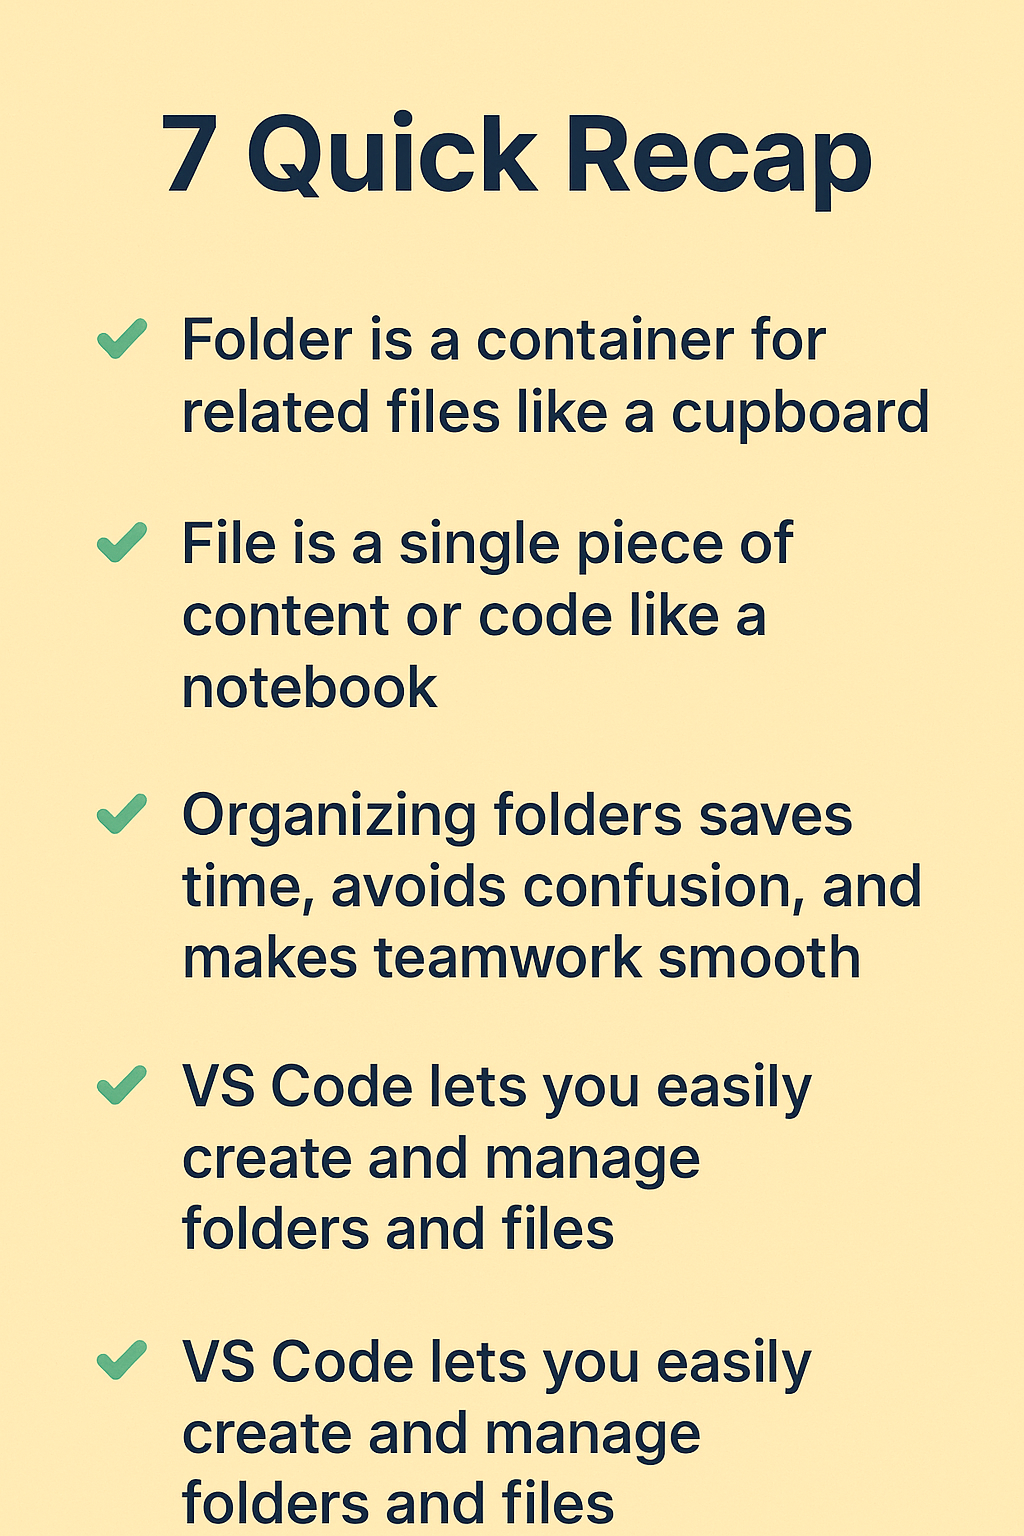 7 Quick Recap
Folder is a container for
related files like a cupboard
File is a single piece of
content or code like a
notebook
Organizing folders saves
time, avoids confusion, and
makes teamwork smooth
VS Code lets you easily
create and manage
folders and files
VS Code lets you easily
create and manage
folders and files